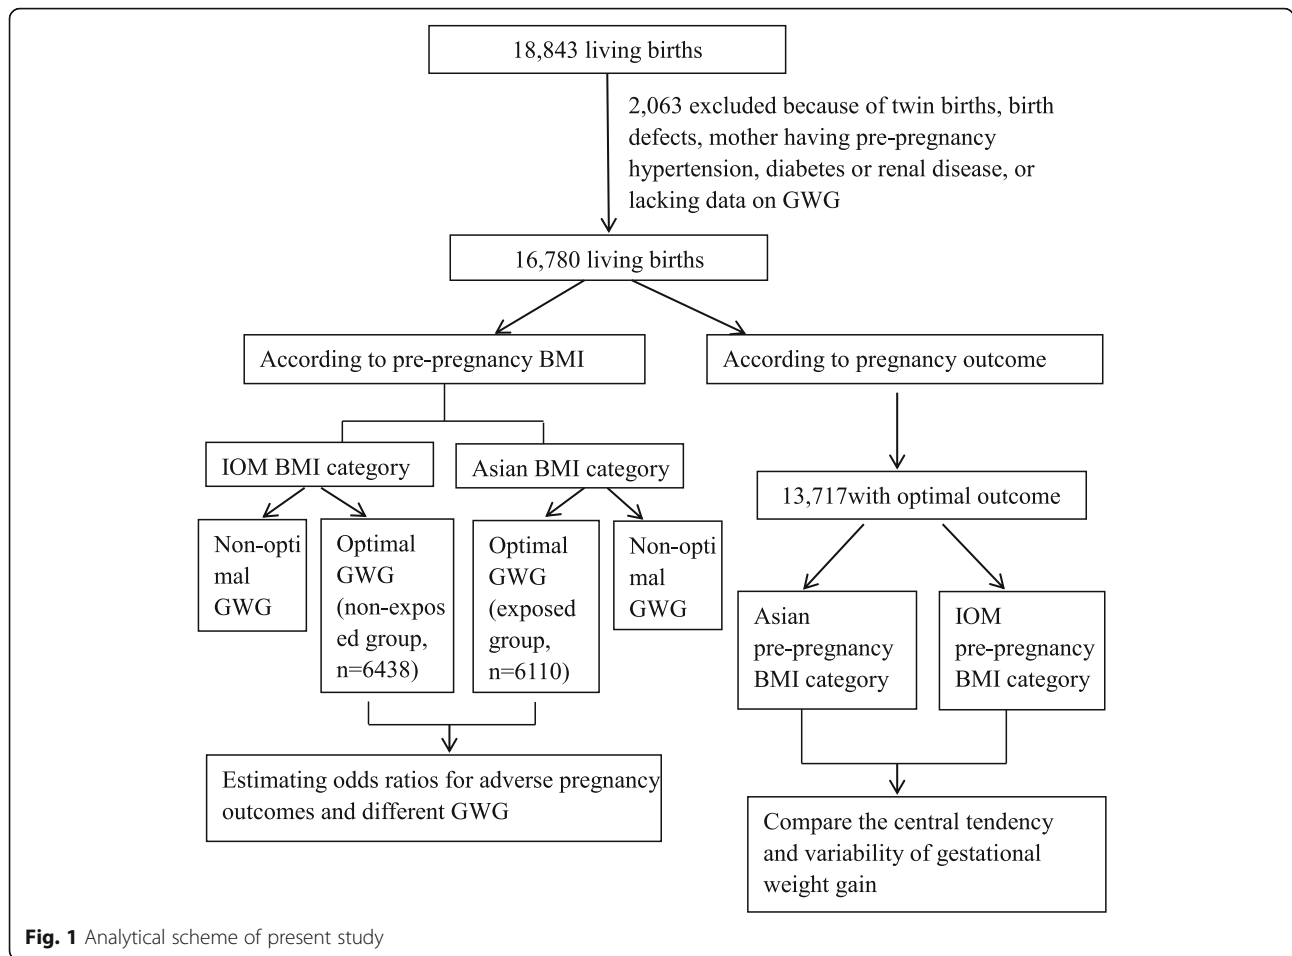 18,843 living births
2,063 excluded because of twin births, birth
defects, mother having pre-pregnancy
hypertension, diabetes or renal disease, or
lacking data on GWG
16,780 living births
According to pre-pregnancy BMI
According to pregnancy outcome
IOM BMI category
Asian BMI category
Non-opti
mal
GWG
Optimal
GWG
(non-expos
ed group,
n=6438)
Optimal
GWG
(exposed
group,
n=6110)
Non-opti
mal
GWG
13,717with optimal outcome
Asian
pre-pregnancy
BMI category
IOM
pre-pregnancy
BMI category
Estimating odds ratios for adverse pregnancy
outcomes and different GWG
Compare the central tendency
and variability of gestational
weight gain
Fig. 1 Analytical scheme of present study